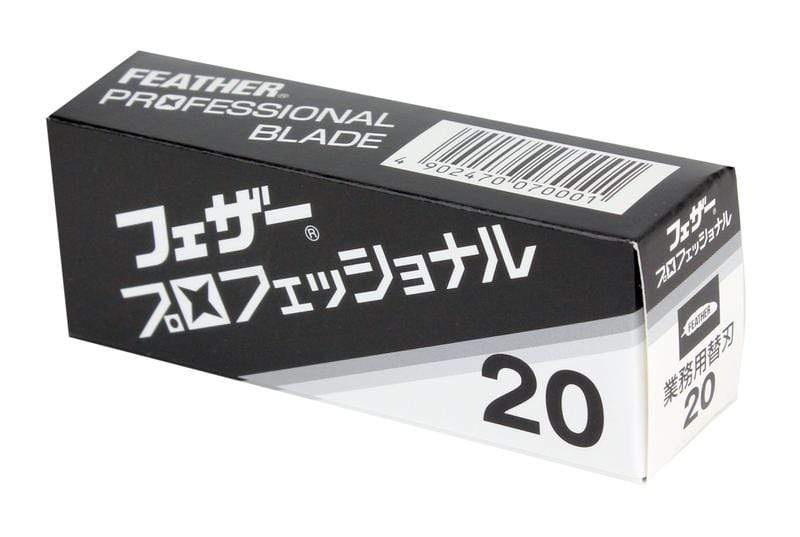 FEATHER®
PROFESSIONAL
BLADE
4 902470 070001
フェザー®
プロフェッショナル
20
フェザー®
プロフェッショナル
FEATHER
業務用替刃
20